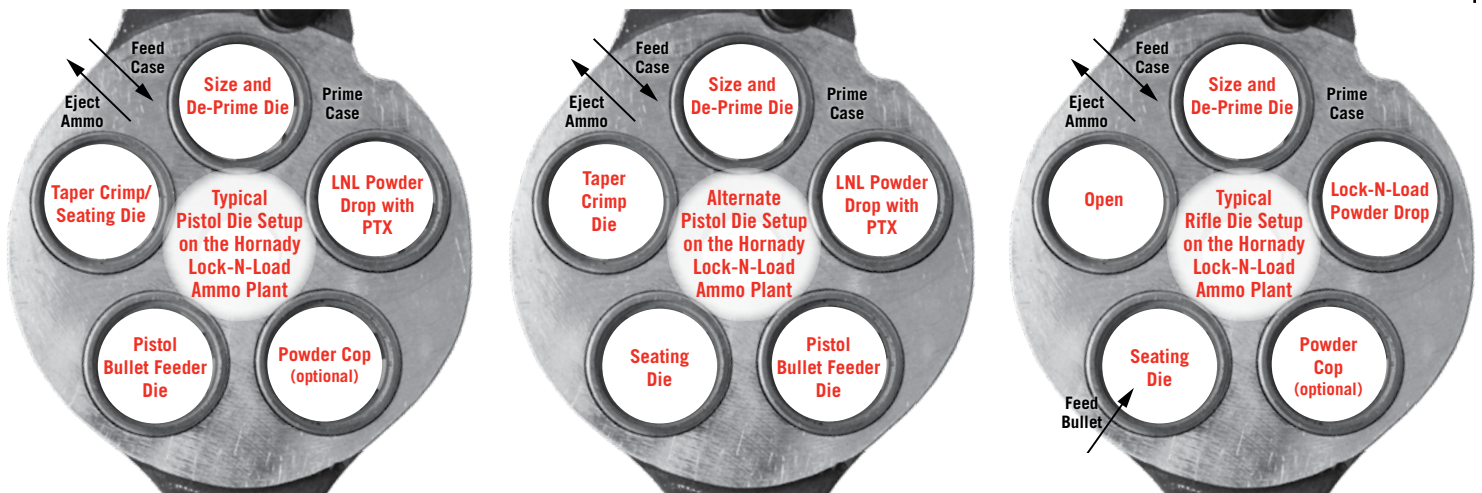 Feed
Case
Eject
Ammo
Size and
De-Prime Die
Prime
Case
Taper Crimp/
Seating Die
LNL Powder
Drop with
PTX
Typical
Pistol Die Setup
on the Hornady
Lock-N-Load
Ammo Plant
Pistol
Bullet Feeder
Die
Powder Cop
(optional)
Feed
Case
Eject
Ammo
Size and
De-Prime Die
Prime
Case
Taper
Crimp
Die
LNL Powder
Drop with
PTX
Alternate
Pistol Die Setup
on the Hornady
Lock-N-Load
Ammo Plant
Seating
Die
Pistol
Bullet Feeder
Die
Feed
Case
Eject
Ammo
Size and
De-Prime Die
Prime
Case
Open
Lock-N-Load
Powder Drop
Typical
Rifle Die Setup
on the Hornady
Lock-N-Load
Ammo Plant
Seating
Die
Powder
Cop
(optional)
Feed
Bullet